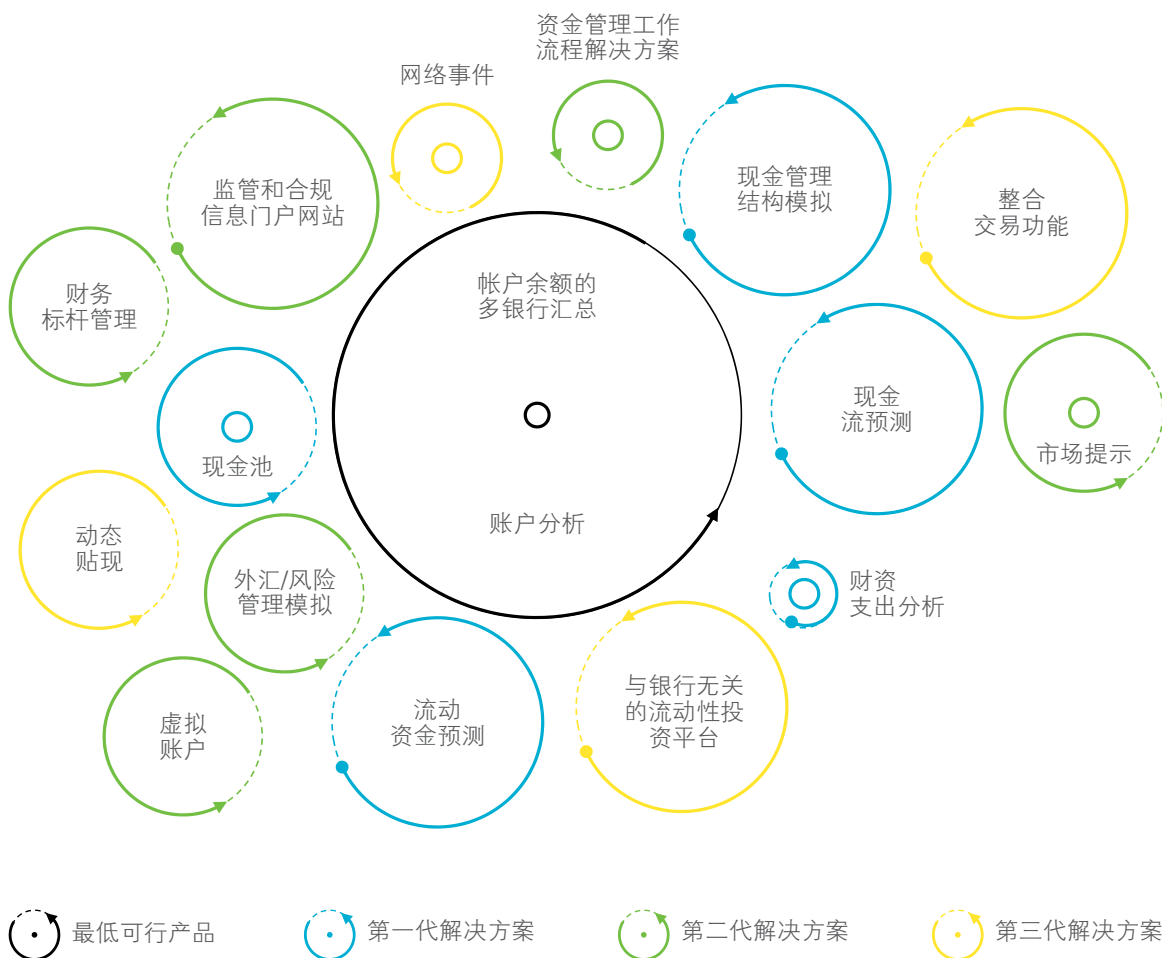 资金管理工作
流程解决方案
网络事件
监管和合规
信息门户网站
现金管理
结构模拟
整合
交易功能
财务
标杆管理
帐户余额的
多银行汇总
现金
流预测
市场提示
现金池
账户分析
动态
贴现
外汇/风险
管理模拟
财资
支出分析
虚拟
账户
流动
资金预测
与银行无关
的流动性投
资平台
最低可行产品
第一代解决方案
第二代解决方案
第三代解决方案